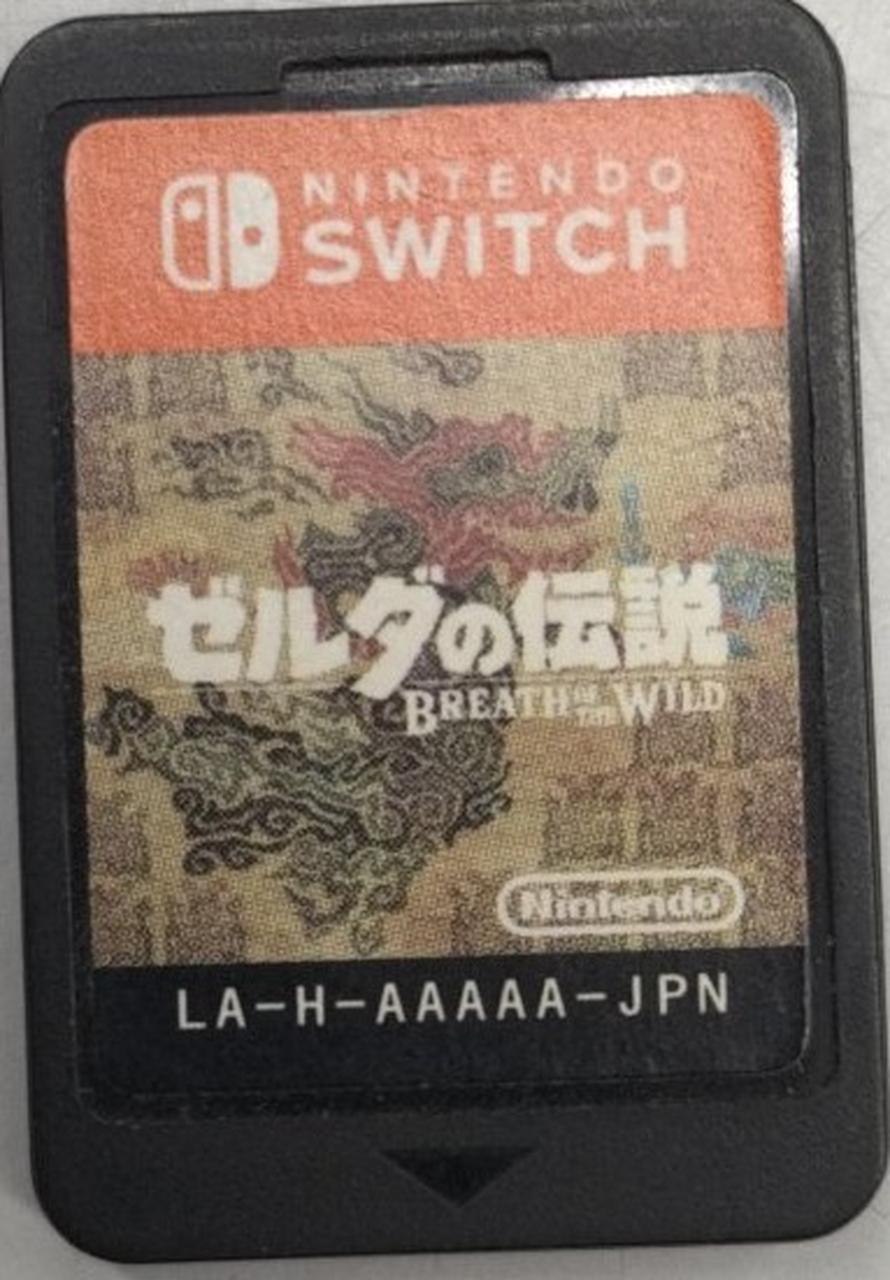 NINTENDO
SWITCH
ゼルダの伝説
BREATH OF THE WILD
Nintendo
LA-H-AAAAA-JPN